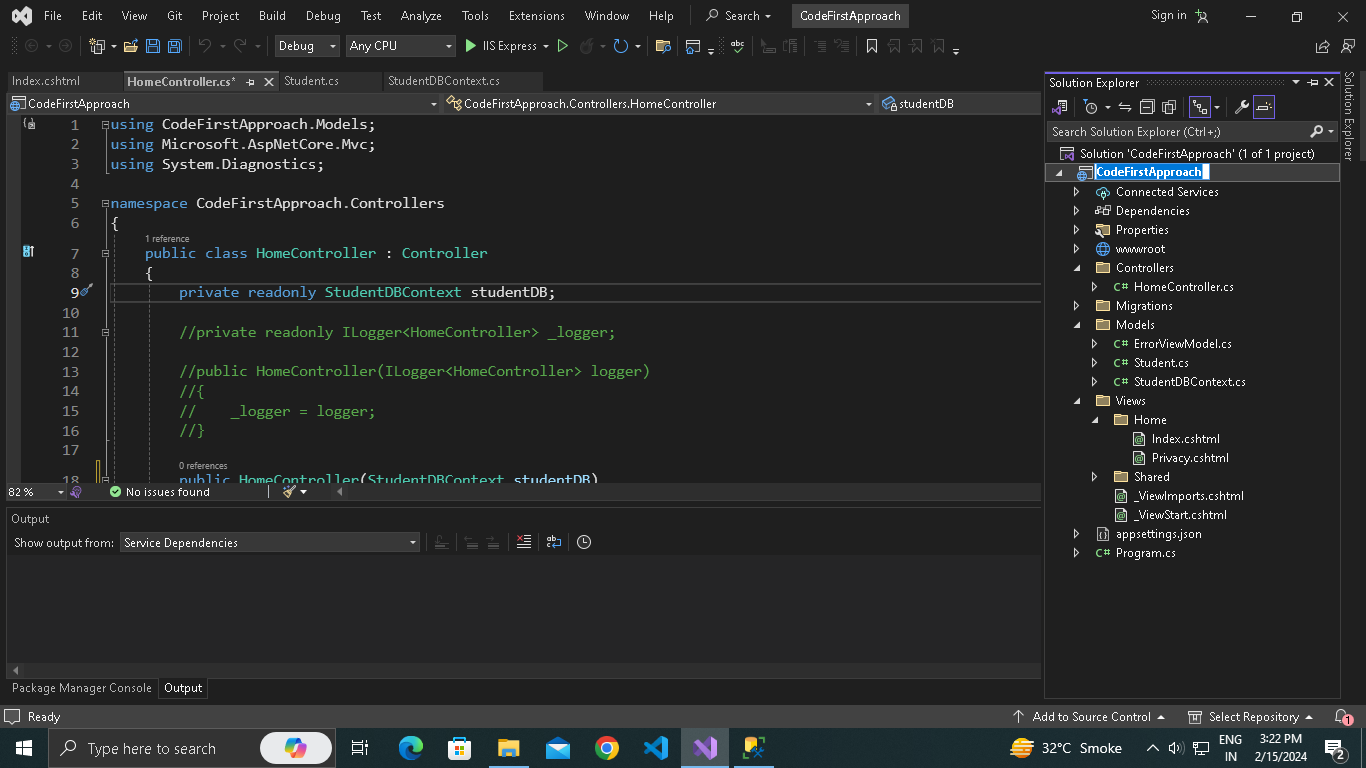 File Edit View Git Project Build Debug Test Analyze Tools Extensions Window Help Search CodeFirstApproach Sign in
Debug Any CPU IIS Express
Index.cshtml HomeController.cs* Student.cs StudentDBContext.cs
CodeFirstApproach CodeFirstApproach.Controllers.HomeController studentDB
1 using CodeFirstApproach.Models;
2 using Microsoft.AspNetCore.Mvc;
3 using System.Diagnostics;
4
5 namespace CodeFirstApproach.Controllers
6 {
1 reference
7 public class HomeController : Controller
8 {
9 private readonly StudentDBContext studentDB;
10
11 //private readonly ILogger<HomeController> _logger;
12
13 //public HomeController(ILogger<HomeController> logger)
14 //{
15 // _logger = logger;
16 //}
17
0 references
18 public HomeController(StudentDBContext studentDB)
82 % No issues found
Output
Show output from: Service Dependencies
Package Manager Console Output
Solution Explorer
Search Solution Explorer (Ctrl+;)
Solution 'CodeFirstApproach' (1 of 1 project)
CodeFirstApproach
Connected Services
Dependencies
Properties
wwwroot
Controllers
C# HomeController.cs
Migrations
Models
C# ErrorViewModel.cs
C# Student.cs
C# StudentDBContext.cs
Views
Home
Index.cshtml
Privacy.cshtml
Shared
_ViewImports.cshtml
_ViewStart.cshtml
appsettings.json
C# Program.cs
Solution Explorer
Ready Add to Source Control Select Repository 1
Type here to search 32°C Smoke ENG IN 3:22 PM 2/15/2024 2